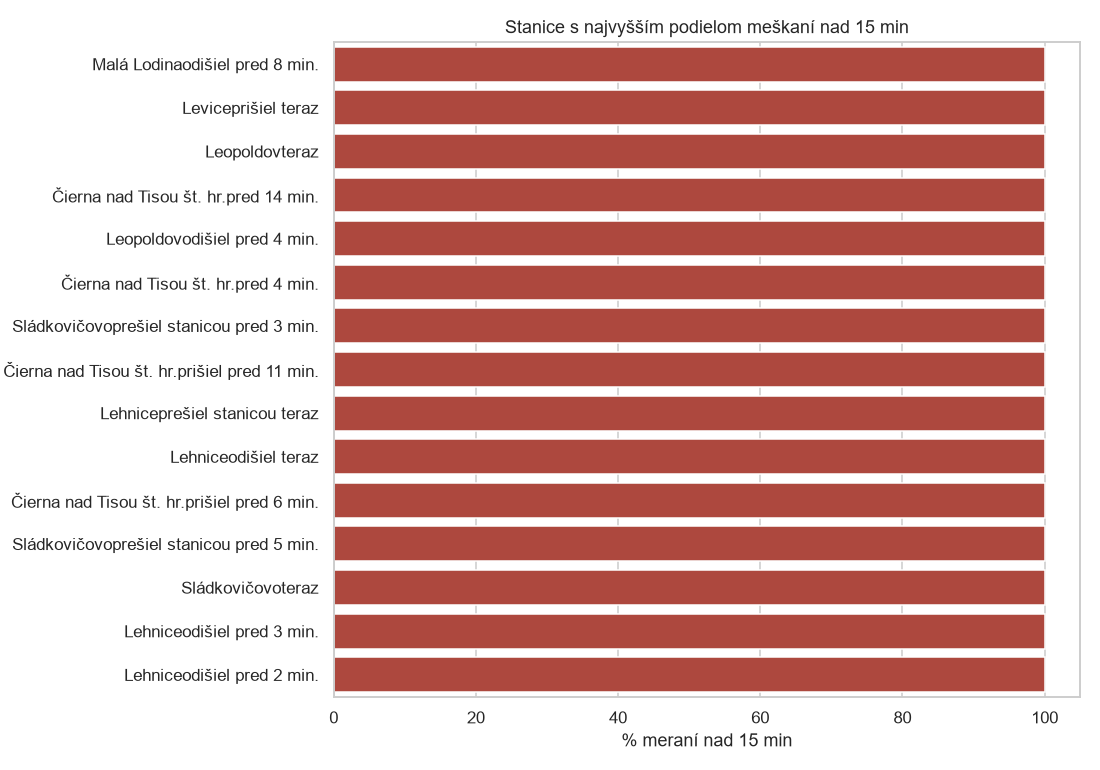 Stanice s najvyšším podielom meškaní nad 15 min
Malá Lodinaodišiel pred 8 min.
Leviceprišiel teraz
Leopoldovteraz
Čierna nad Tisou št. hr.pred 14 min.
Leopoldovodišiel pred 4 min.
Čierna nad Tisou št. hr.pred 4 min.
Sládkovičovoprešiel stanicou pred 3 min.
Čierna nad Tisou št. hr.prišiel pred 11 min.
Lehniceprešiel stanicou teraz
Lehniceodišiel teraz
Čierna nad Tisou št. hr.prišiel pred 6 min.
Sládkovičovoprešiel stanicou pred 5 min.
Sládkovičovoteraz
Lehniceodišiel pred 3 min.
Lehniceodišiel pred 2 min.
0 20 40 60 80 100
% meraní nad 15 min